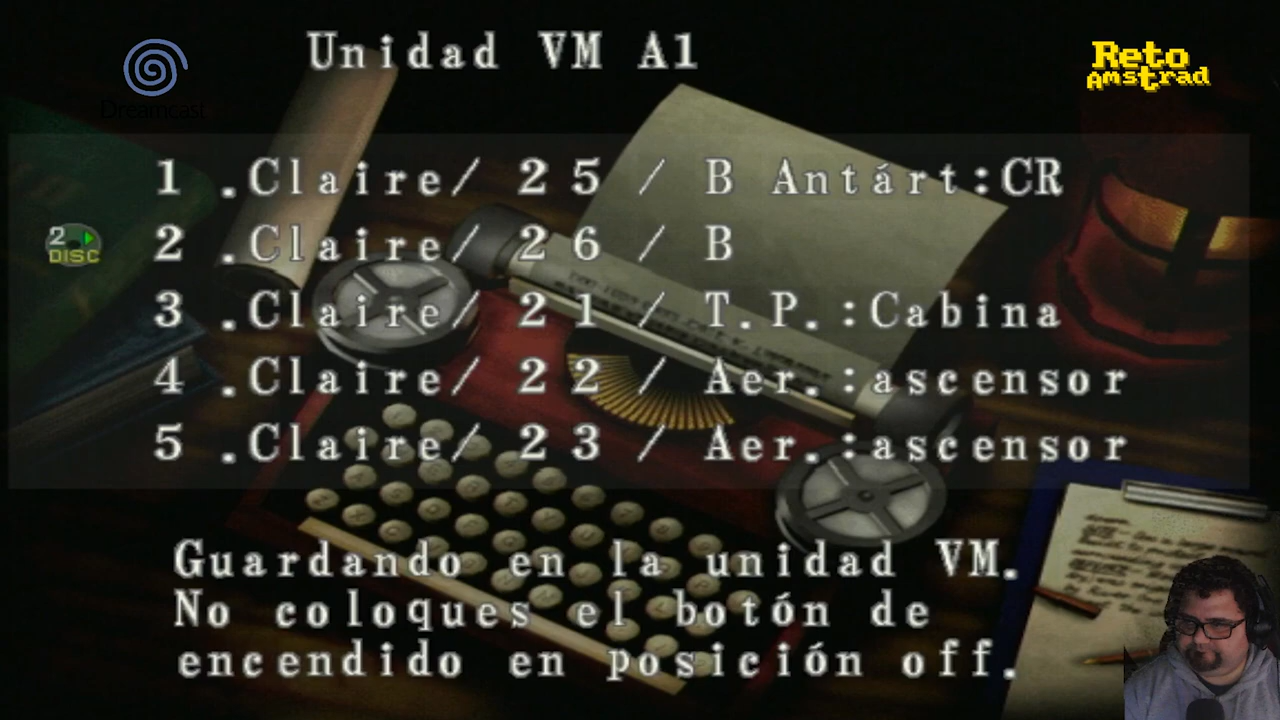 Unidad VM A1
Dreamcast
Reto
Amstrad
1 .Claire/ 25 / B Antárt:CR
2 DISC
2 .Claire/ 26 / B
3 .Claire/ 21 / T.P.:Cabina
4 .Claire/ 22 / Aer.:ascensor
5 .Claire/ 23 / Aer.:ascensor
Guardando en la unidad VM.
No coloques el botón de
encendido en posición off.